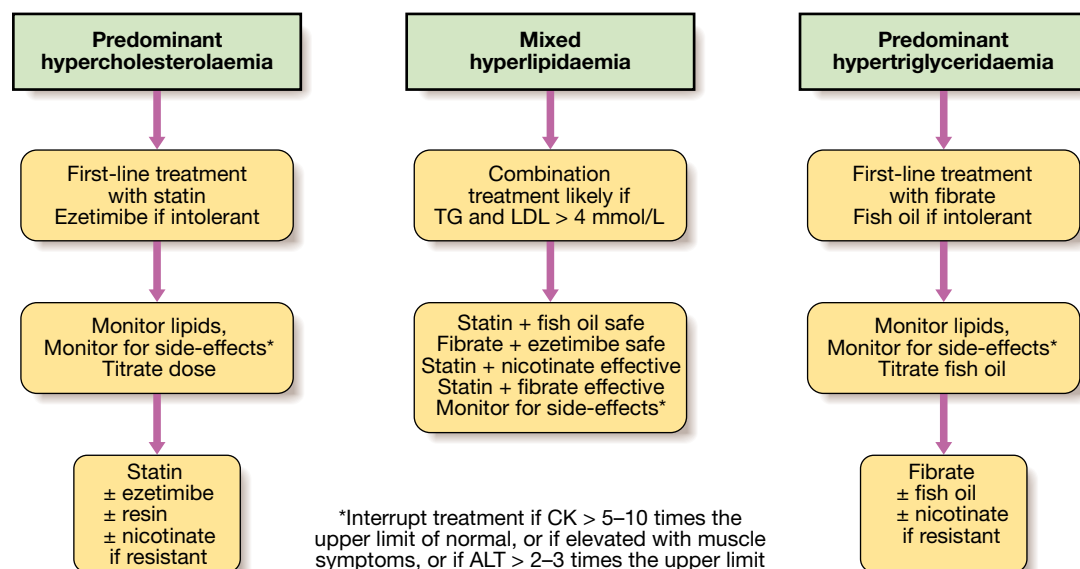 Predominant
hypercholesterolaemia
First-line treatment
with statin
Ezetimibe if intolerant
Monitor lipids,
Monitor for side-effects*
Titrate dose
Statin
± ezetimibe
± resin
± nicotinate
if resistant
Mixed
hyperlipidaemia
Combination
treatment likely if
TG and LDL > 4 mmol/L
Statin + fish oil safe
Fibrate + ezetimibe safe
Statin + nicotinate effective
Statin + fibrate effective
Monitor for side-effects*
Predominant
hypertriglyceridaemia
First-line treatment
with fibrate
Fish oil if intolerant
Monitor lipids,
Monitor for side-effects*
Titrate fish oil
Fibrate
± fish oil
± nicotinate
if resistant
*Interrupt treatment if CK > 5–10 times the
upper limit of normal, or if elevated with muscle
symptoms, or if ALT > 2–3 times the upper limit